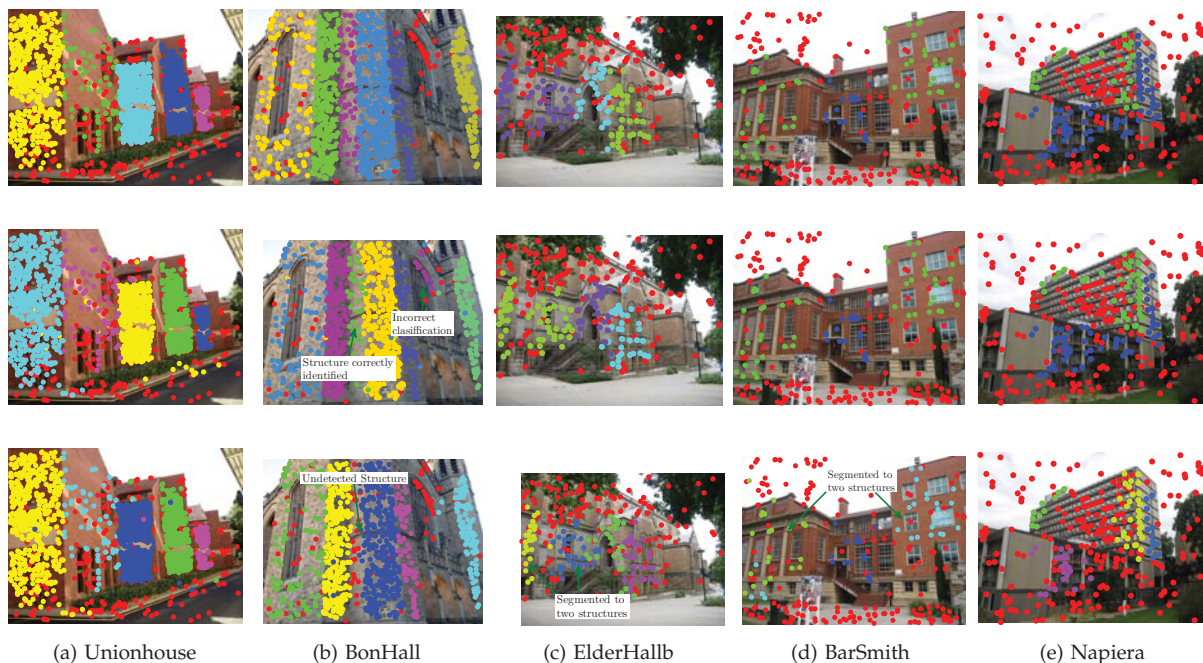 Incorrect
clasification
Structure correctly
identified
Undetected Structure
Segmented to
two structures
Segmented to
two structures
(a) Unionhouse
(b) BonHall
(c) ElderHallb
(d) BarSmith
(e) Napiera